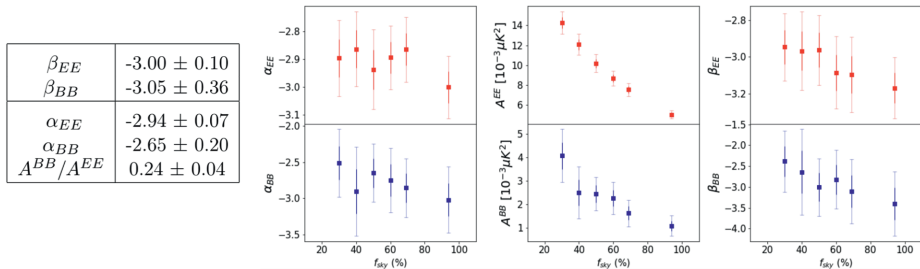 β_EE -3.00 ± 0.10
β_BB -3.05 ± 0.36
α_EE -2.94 ± 0.07
α_BB -2.65 ± 0.20
A^BB/A^EE 0.24 ± 0.04
α_EE
−2.8
−2.9
−3.0
−3.1
α_BB
−2.0
−2.5
−3.0
−3.5
20 40 60 80 100
f_sky (%)
A^EE [10^−3 μK^2]
14
12
10
8
6
A^BB [10^−3 μK^2]
5
4
3
2
1
20 40 60 80 100
f_sky (%)
β_EE
−2.8
−3.0
−3.2
β_BB
−1.5
−2.0
−2.5
−3.0
−3.5
−4.0
20 40 60 80 100
f_sky (%)